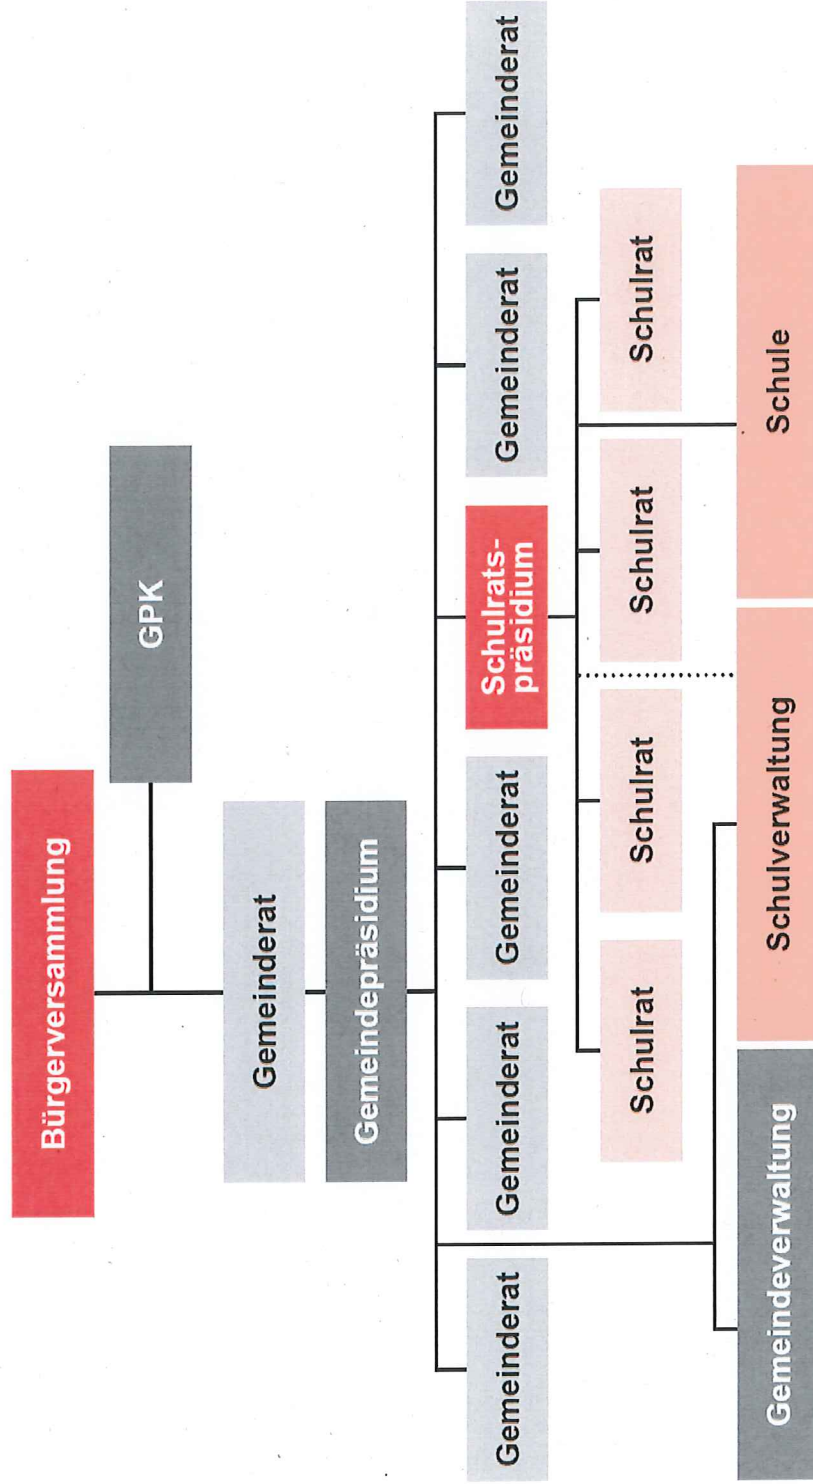 Bürgerversammlung
GPK
Gemeinderat
Gemeindepräsidium
Gemeinderat
Gemeinderat
Gemeinderat
Schulrats-
präsidium
Gemeinderat
Gemeinderat
Schulrat
Schulrat
Schulrat
Schulrat
Gemeindeverwaltung
Schulverwaltung
Schule